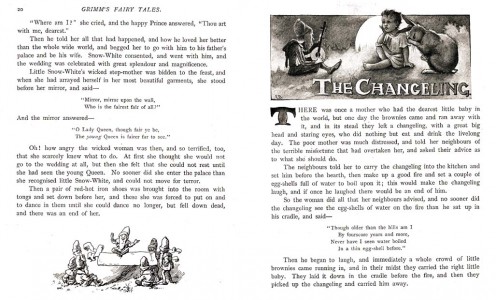 20
GRIMM'S FAIRY TALES.
"Where am I?" she cried, and the happy Prince answered, "Thou art
with me, dearest."
Then he told her all that had happened, and how he loved her better
than the whole wide world, and begged her to go with him to his father's
palace and be his wife. Snow-White consented, and went with him, and
the wedding was celebrated with great splendour and magnificence.
Little Snow-White's wicked step-mother was bidden to the feast, and
when she had arrayed herself in her most beautiful garments, she stood
before her mirror, and said—
"Mirror, mirror upon the wall,
Who is the fairest fair of all?"
And the mirror answered—
"O Lady Queen, though fair ye be,
The young Queen is fairer far to see."
Oh! how angry the wicked woman was then, and so terrified, too,
that she scarcely knew what to do. At first she thought she would not
go to the wedding at all, but then she felt that she could not rest until
she had seen the young Queen. No sooner did she enter the palace than
she recognised little Snow-White, and could not move for terror.
Then a pair of red-hot iron shoes was brought into the room with
tongs and set down before her, and these she was forced to put on and
to dance in them until she could dance no longer, but fell down dead,
and there was an end of her.
THE CHANGELING
THERE was once a mother who had the dearest little baby in
the world, but one day the brownies came and ran away with
it, and in its stead they left a changeling, with a great big
head and staring eyes, who did nothing but eat and drink the livelong
day. The poor mother was much distressed, and told her neighbours of
the terrible misfortune that had overtaken her, and asked their advice as
to what she should do.
The neighbours told her to carry the changeling into the kitchen and
set him before the hearth, then make up a good fire and set a couple of
egg-shells full of water to boil upon it; this would make the changeling
laugh, and if once he laughed there would be an end of him.
So the woman did all that her neighbours advised, and no sooner did
the changeling see the egg-shells of water on the fire than he sat up in
his cradle, and said—
"Though older than the hills am I
By fourscore years and more,
Never have I seen water boiled
In a thin egg-shell before."
Then he began to laugh, and immediately a whole crowd of little
brownies came running in, and in their midst they carried the right little
baby. They laid it down in the cradle before the fire, and then they
picked up the changeling and carried him away.